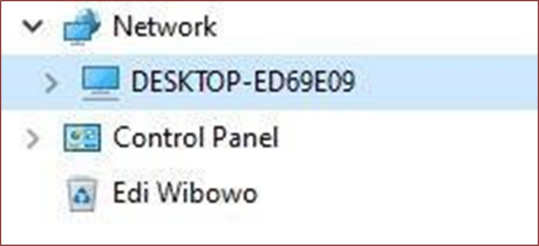 Network
DESKTOP-ED69E09
Control Panel
Edi Wibowo